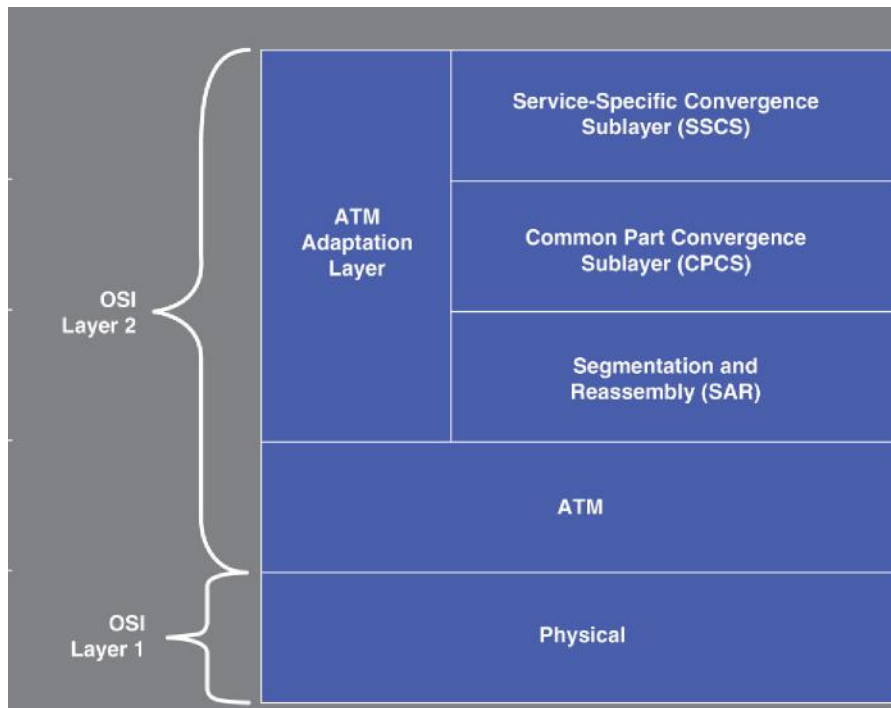 Service-Specific Convergence
Sublayer (SSCS)
ATM
Adaptation
Layer
Common Part Convergence
Sublayer (CPCS)
OSI
Layer 2
Segmentation and
Reassembly (SAR)
ATM
OSI
Layer 1
Physical